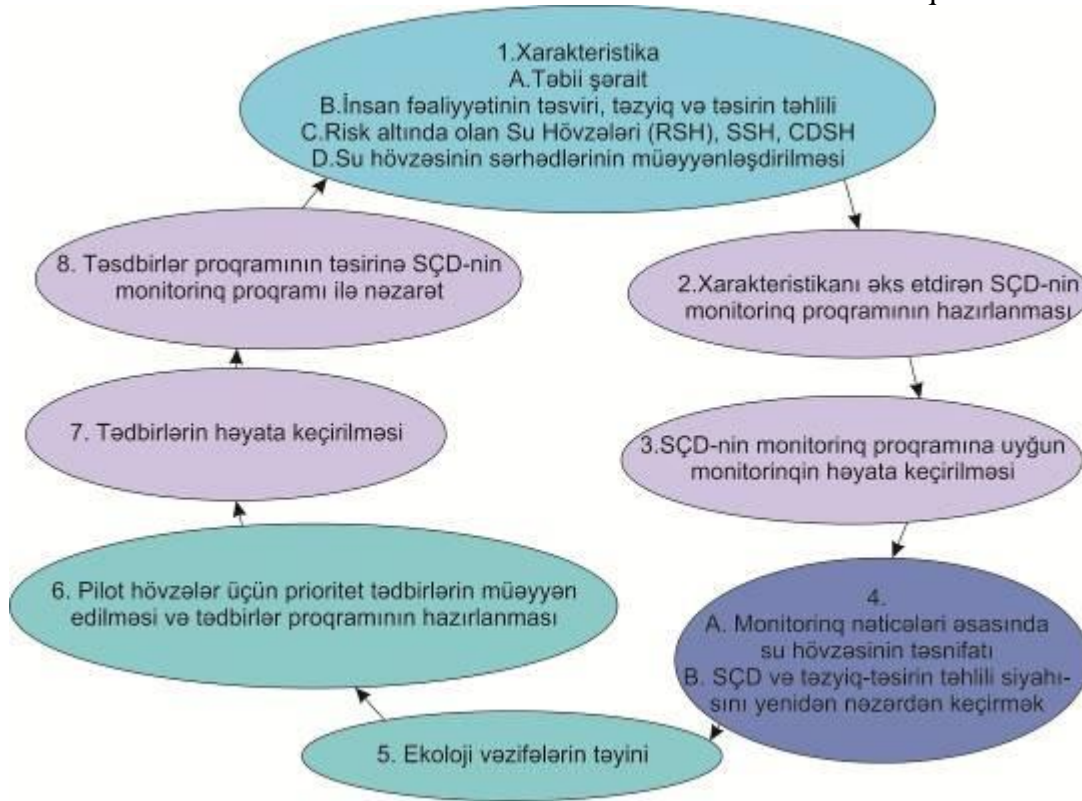 1.Xarakteristika
A.Təbii şərait
B.İnsan fəaliyyətinin təsviri, təzyiq və təsirin təhlili
C.Risk altında olan Su Hövzələri (RSH), SSH, CDSH
D.Su hövzəsinin sərhədlərinin müəyyənləşdirilməsi
2.Xarakteristikanı əks etdirən SÇD-nin
monitorinq proqramının hazırlanması
3.SÇD-nin monitorinq proqramına uyğun
monitorinqin həyata keçirilməsi
4.
A. Monitorinq nəticələri əsasında
su hövzəsinin təsnifatı
B. SÇD və təzyiq-təsirin təhlili siyahı-
sını yenidən nəzərdən keçirmək
5. Ekoloji vəzifələrin təyini
6. Pilot hövzələr üçün prioritet tədbirlərin müəyyən
edilməsi və tədbirlər proqramının hazırlanması
7. Tədbirlərin həyata keçirilməsi
8. Təsdbirlər proqramının təsirinə SÇD-nin
monitorinq proqramı ilə nəzarət